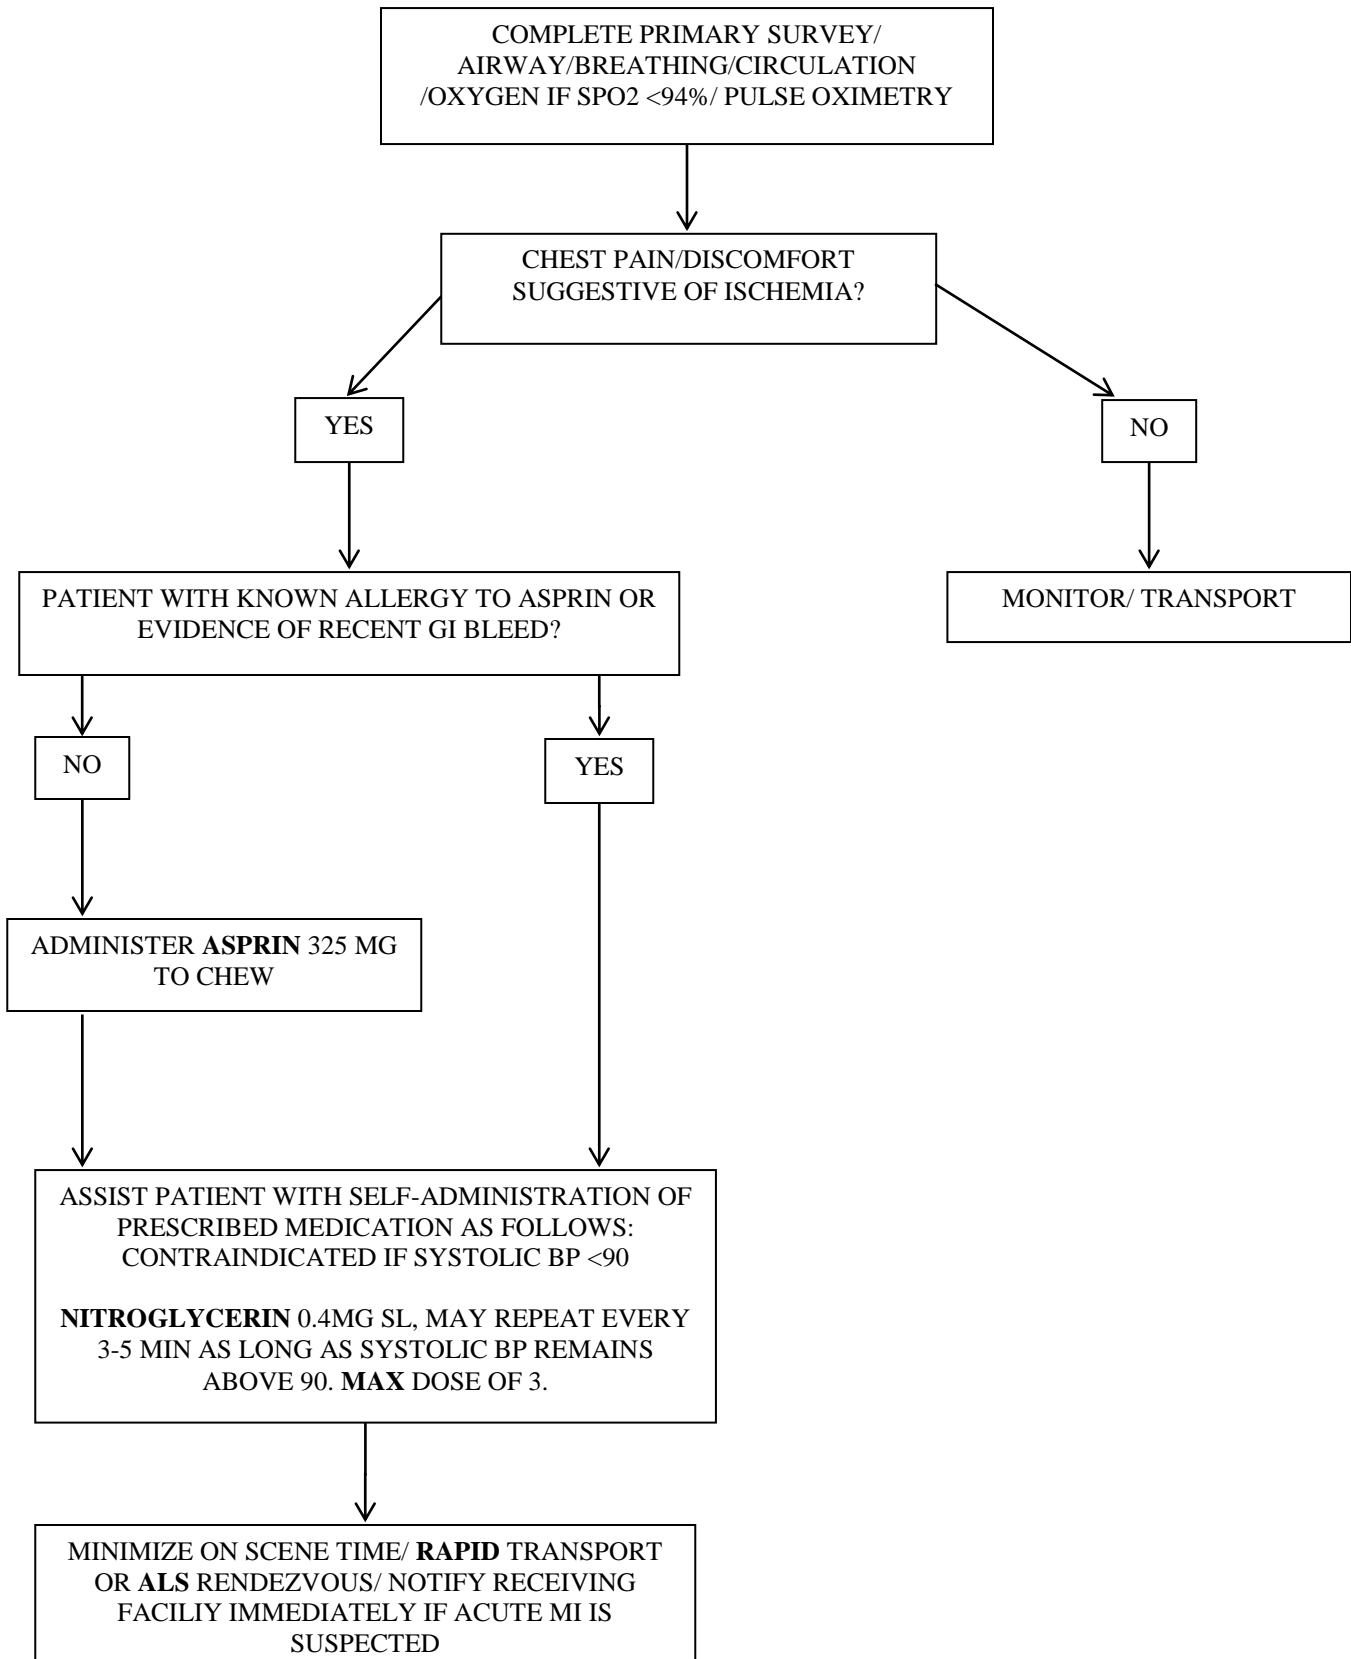 COMPLETE PRIMARY SURVEY/
AIRWAY/BREATHING/CIRCULATION
/OXYGEN IF SPO2 <94%/ PULSE OXIMETRY
CHEST PAIN/DISCOMFORT
SUGGESTIVE OF ISCHEMIA?
YES
NO
PATIENT WITH KNOWN ALLERGY TO ASPRIN OR
EVIDENCE OF RECENT GI BLEED?
MONITOR/ TRANSPORT
NO
YES
ADMINISTER ASPRIN 325 MG
TO CHEW
ASSIST PATIENT WITH SELF-ADMINISTRATION OF
PRESCRIBED MEDICATION AS FOLLOWS:
CONTRAINDICATED IF SYSTOLIC BP <90
NITROGLYCERIN 0.4MG SL, MAY REPEAT EVERY
3-5 MIN AS LONG AS SYSTOLIC BP REMAINS
ABOVE 90. MAX DOSE OF 3.
MINIMIZE ON SCENE TIME/ RAPID TRANSPORT
OR ALS RENDEZVOUS/ NOTIFY RECEIVING
FACILIY IMMEDIATELY IF ACUTE MI IS
SUSPECTED